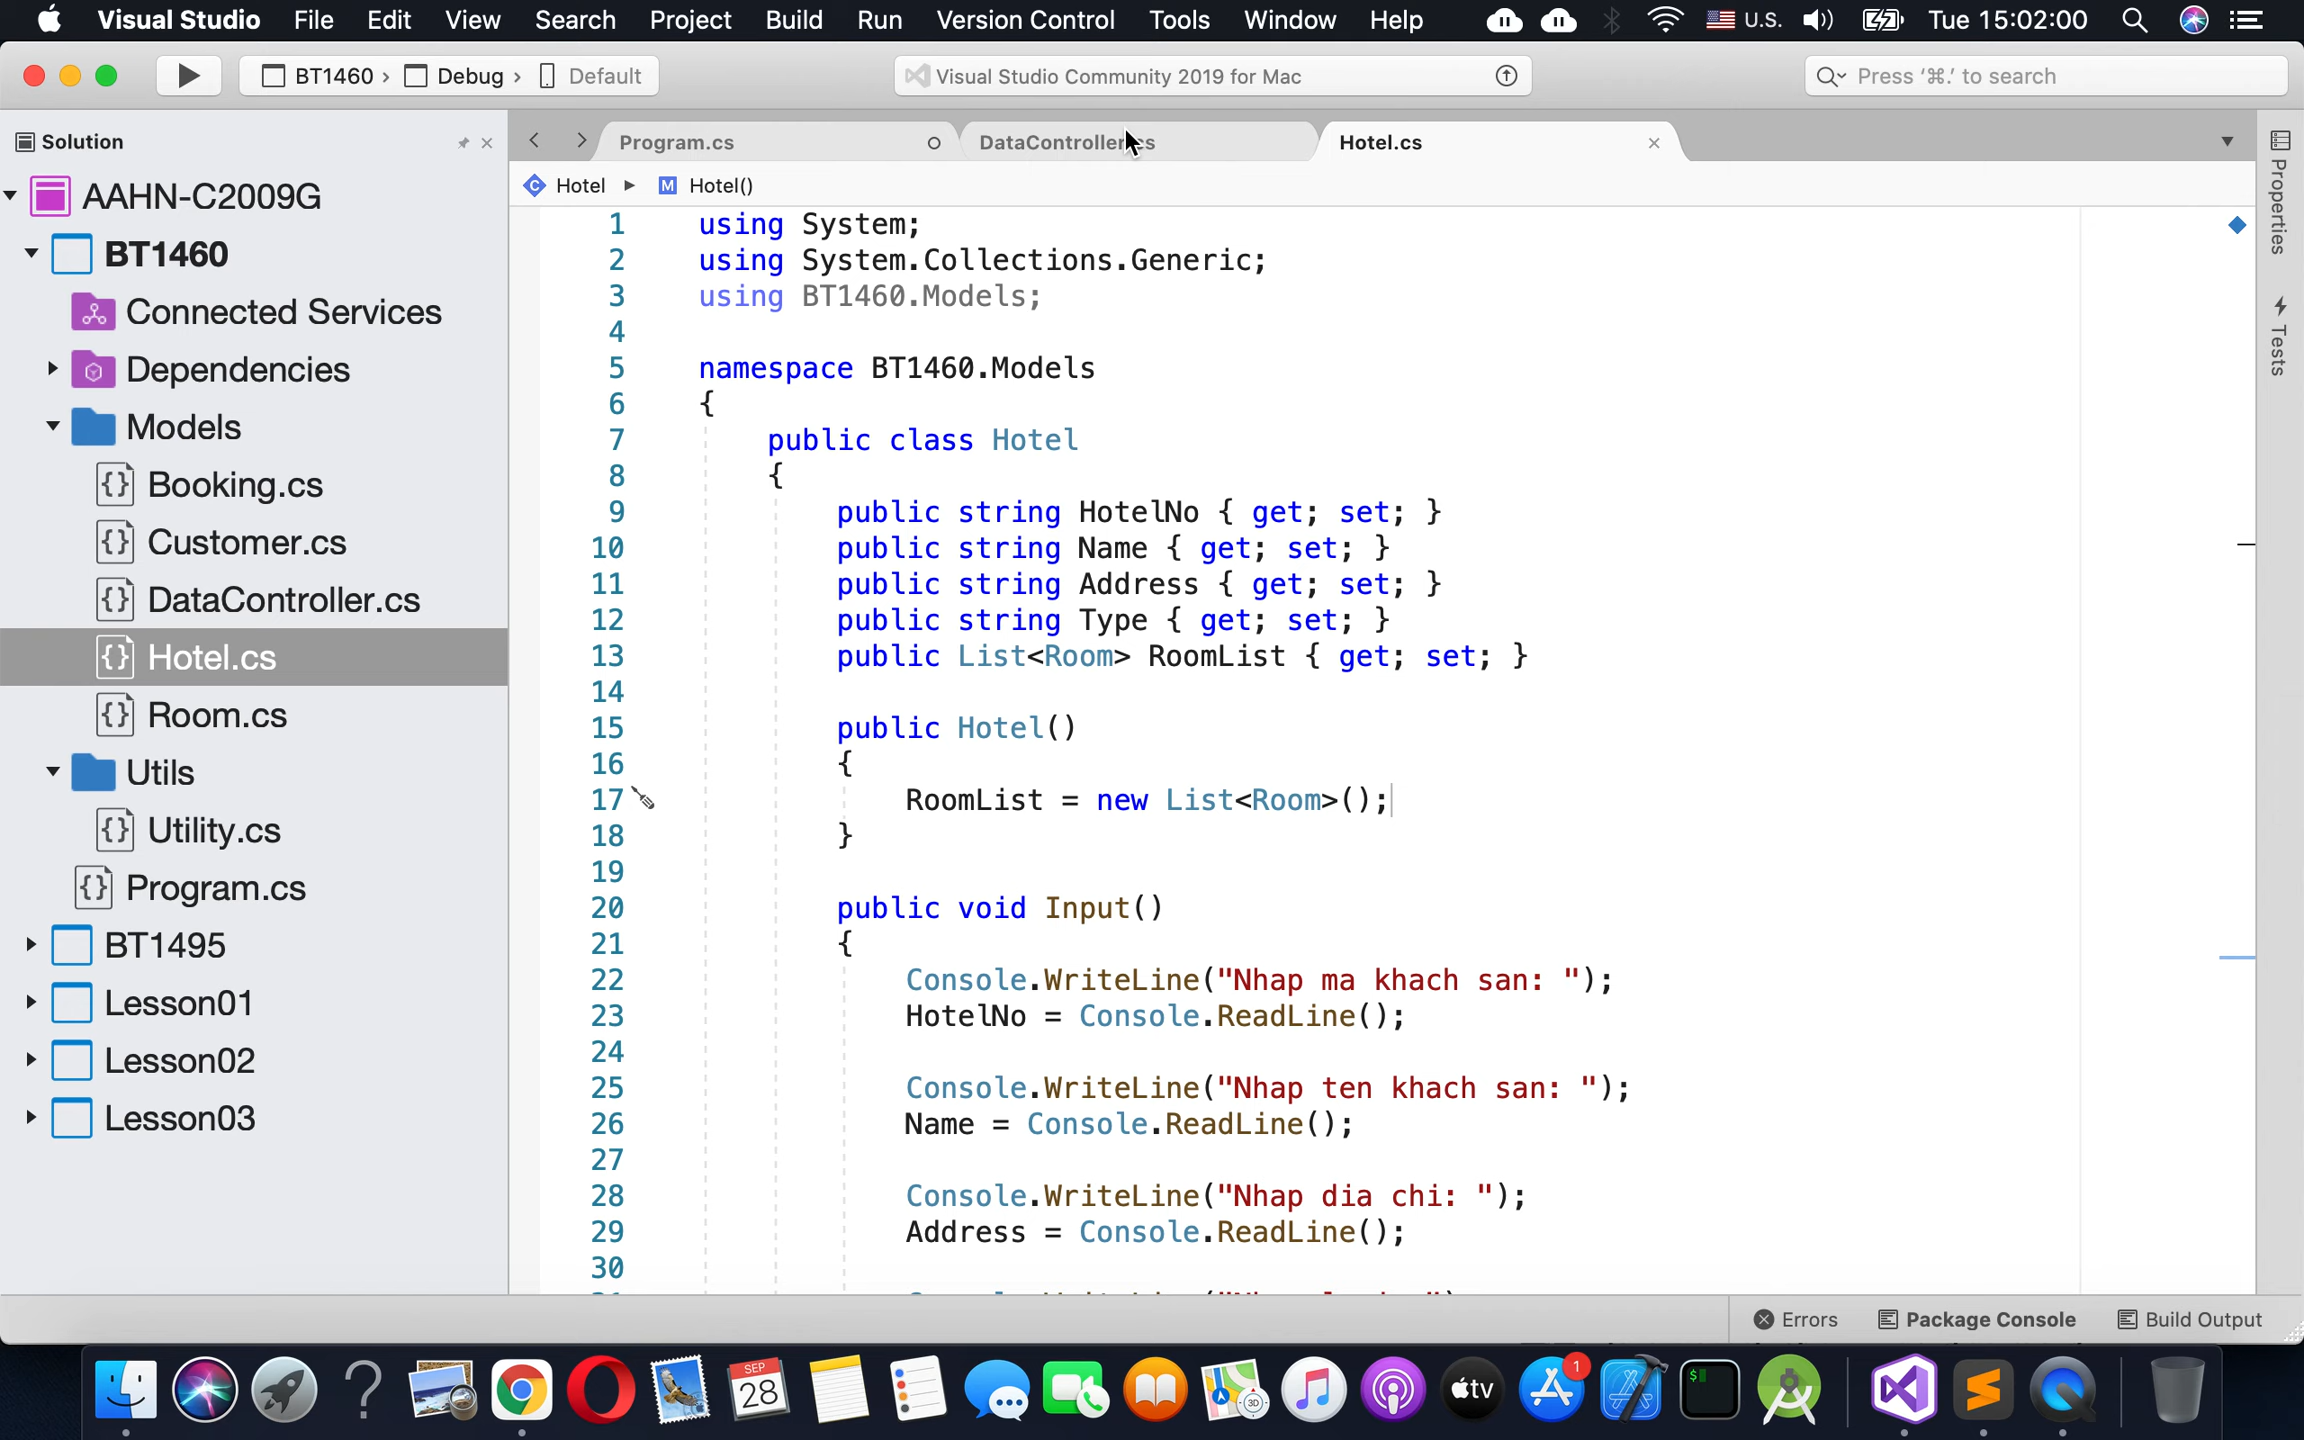 Visual Studio File Edit View Search Project Build Run Version Control Tools Window Help U.S. Tue 15:02:00
BT1460 › Debug › Default
Visual Studio Community 2019 for Mac
Press ‘⌘.’ to search
Solution
AAHN-C2009G
BT1460
Connected Services
Dependencies
Models
Booking.cs
Customer.cs
DataController.cs
Hotel.cs
Room.cs
Utils
Utility.cs
Program.cs
BT1495
Lesson01
Lesson02
Lesson03
Program.cs
DataController.cs
Hotel.cs
Hotel ▸ M Hotel()
1 using System;
2 using System.Collections.Generic;
3 using BT1460.Models;
4
5 namespace BT1460.Models
6 {
7 public class Hotel
8 {
9 public string HotelNo { get; set; }
10 public string Name { get; set; }
11 public string Address { get; set; }
12 public string Type { get; set; }
13 public List<Room> RoomList { get; set; }
14
15 public Hotel()
16 {
17 RoomList = new List<Room>();
18 }
19
20 public void Input()
21 {
22 Console.WriteLine("Nhap ma khach san: ");
23 HotelNo = Console.ReadLine();
24
25 Console.WriteLine("Nhap ten khach san: ");
26 Name = Console.ReadLine();
27
28 Console.WriteLine("Nhap dia chi: ");
29 Address = Console.ReadLine();
30
Properties
Tests
Errors
Package Console
Build Output
SEP
28
3D
tv
1
$